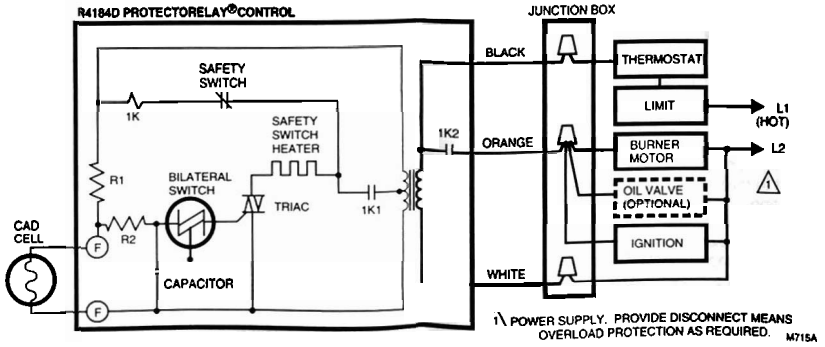 R4184D PROTECTORELAY® CONTROL
JUNCTION BOX
BLACK
THERMOSTAT
SAFETY
SWITCH
1K
LIMIT
L1
(HOT)
SAFETY
SWITCH
HEATER
1K2
ORANGE
BURNER
MOTOR
L2
R1
BILATERAL
SWITCH
TRIAC
1K1
OIL VALVE
(OPTIONAL)
1
CAD
CELL
R2
F
IGNITION
CAPACITOR
WHITE
F
1 POWER SUPPLY. PROVIDE DISCONNECT MEANS
OVERLOAD PROTECTION AS REQUIRED.
M715A